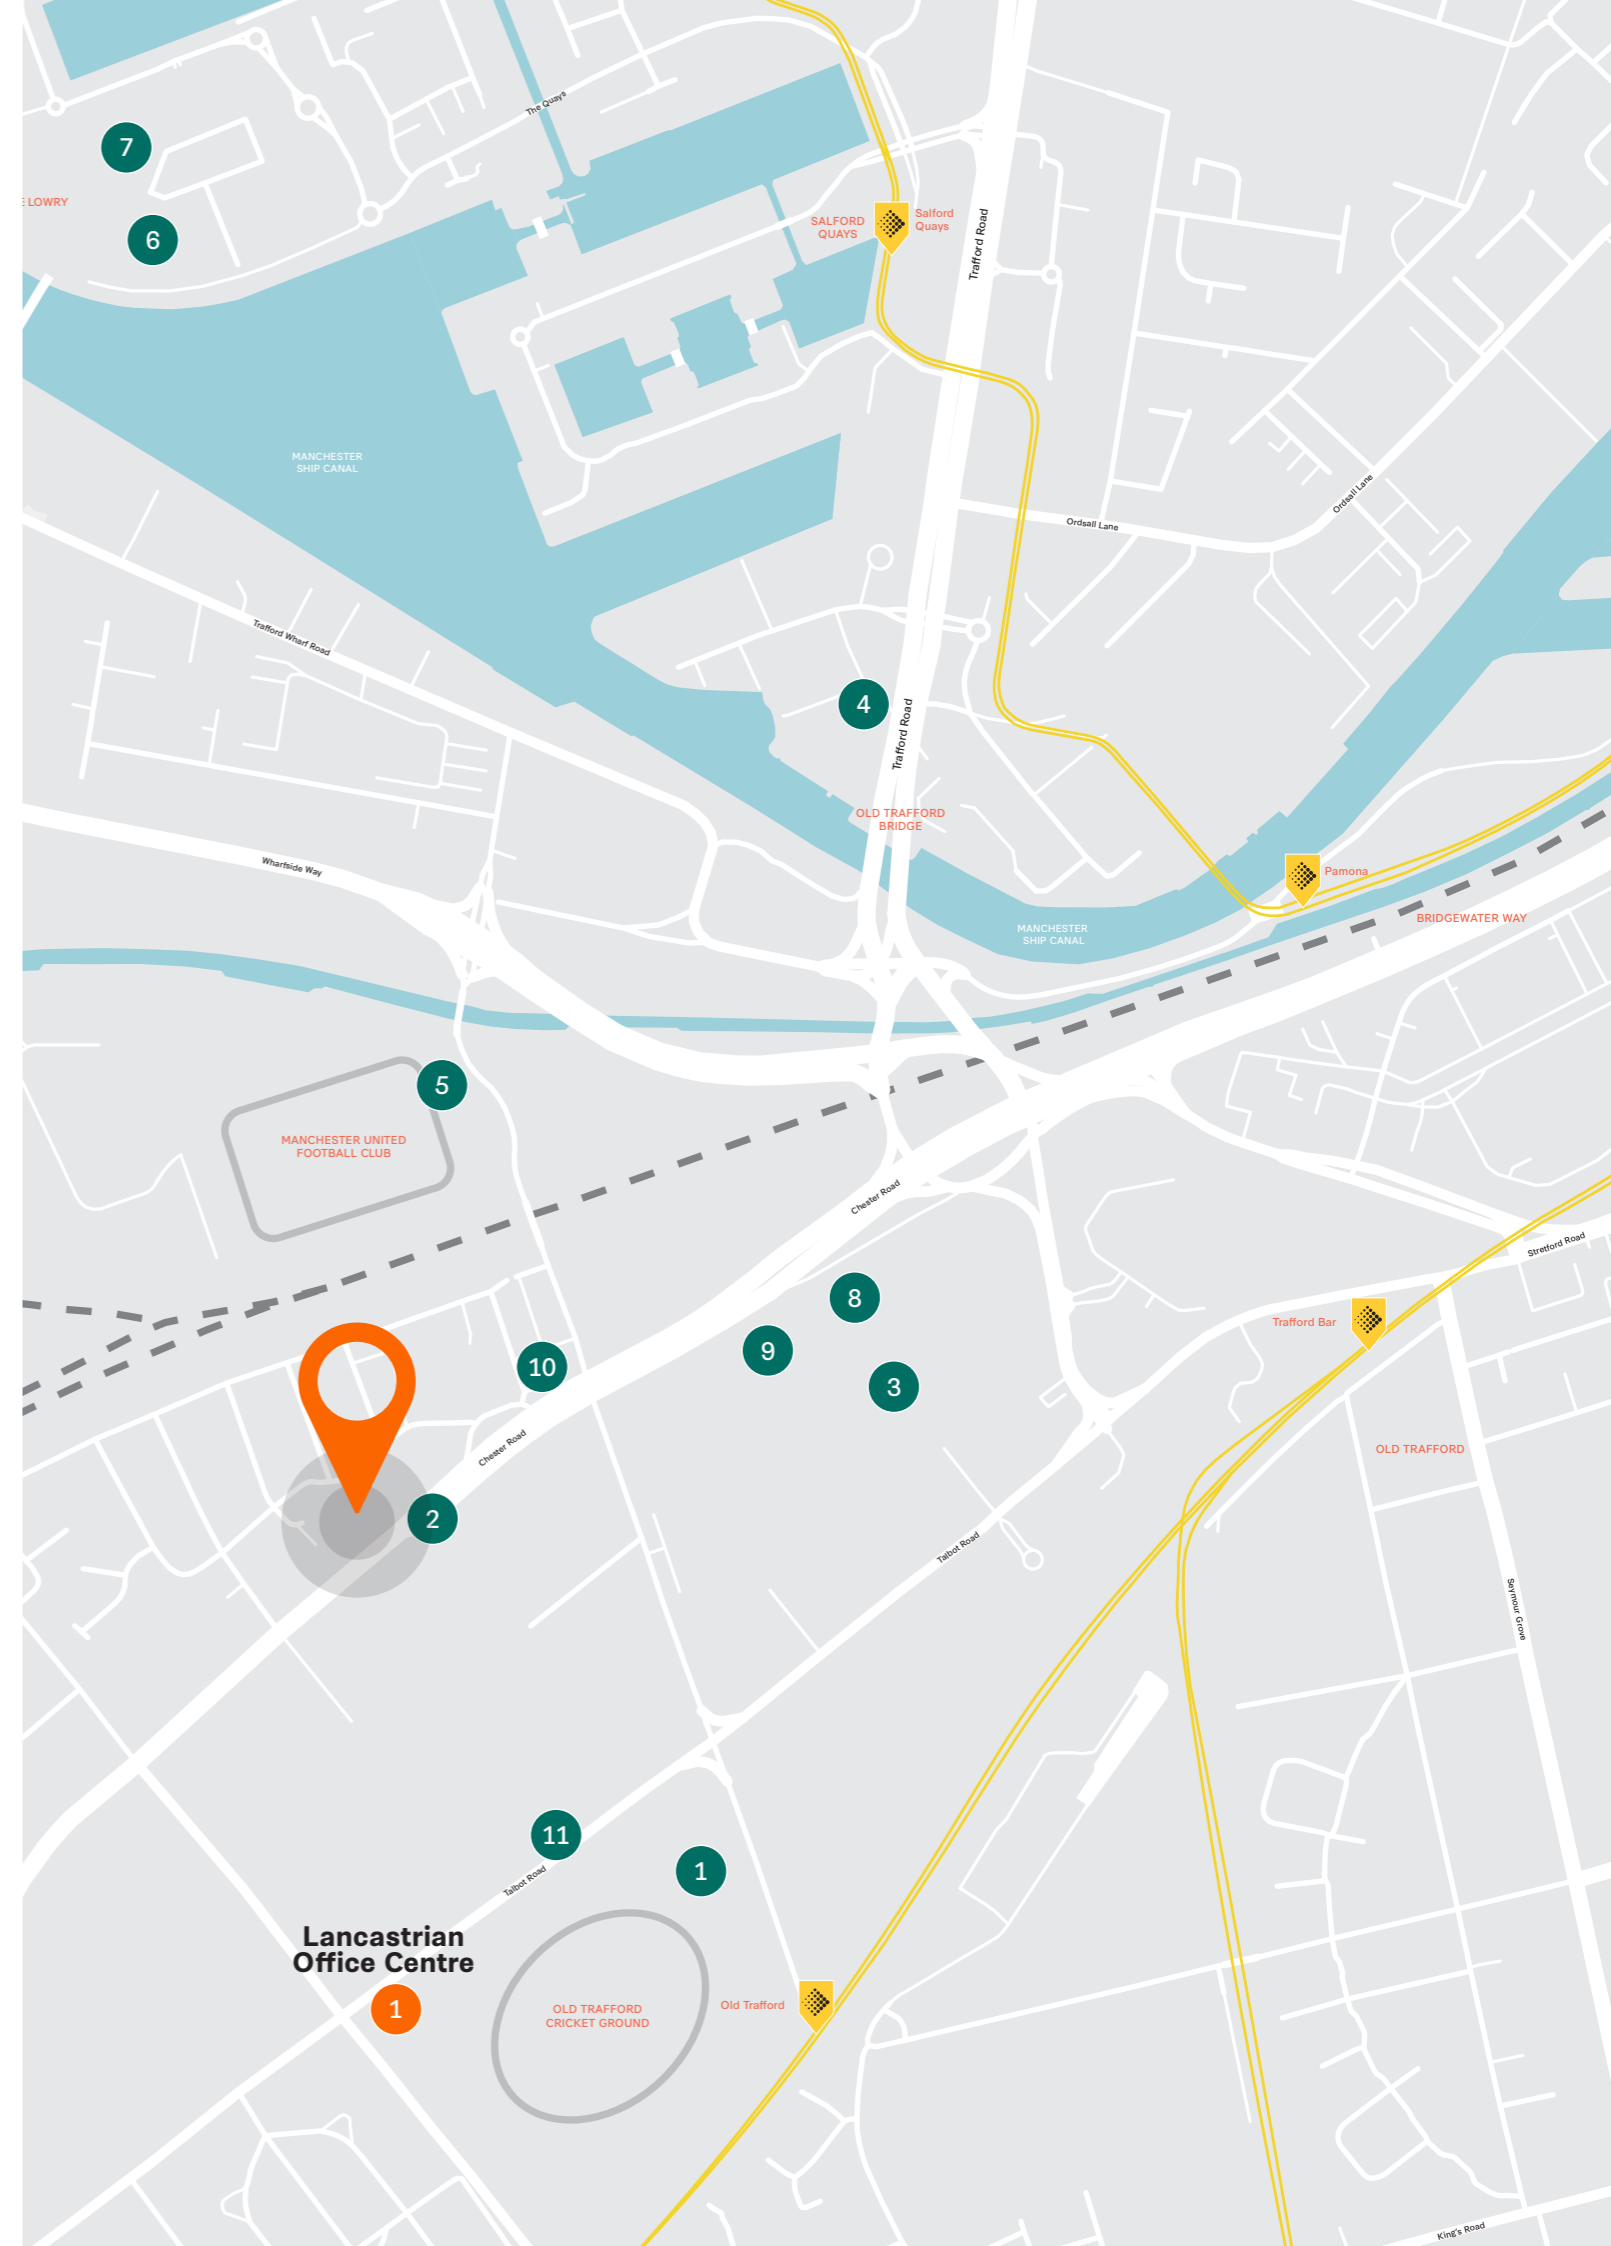 The Quays
7
E LOWRY
6
SALFORD
QUAYS
Salford
Quays
Trafford Road
MANCHESTER
SHIP CANAL
Ordsall Lane
Ordsall Lane
Trafford Wharf Road
4
Trafford Road
OLD TRAFFORD
BRIDGE
Wharfside Way
Pamona
BRIDGEWATER WAY
MANCHESTER
SHIP CANAL
5
MANCHESTER UNITED
FOOTBALL CLUB
Chester Road
Stretford Road
8
Trafford Bar
9
10
3
Chester Road
OLD TRAFFORD
2
Talbot Road
Seymour Grove
11
1
Talbot Road
Lancastrian
Office Centre
1
OLD TRAFFORD
CRICKET GROUND
Old Trafford
King's Road